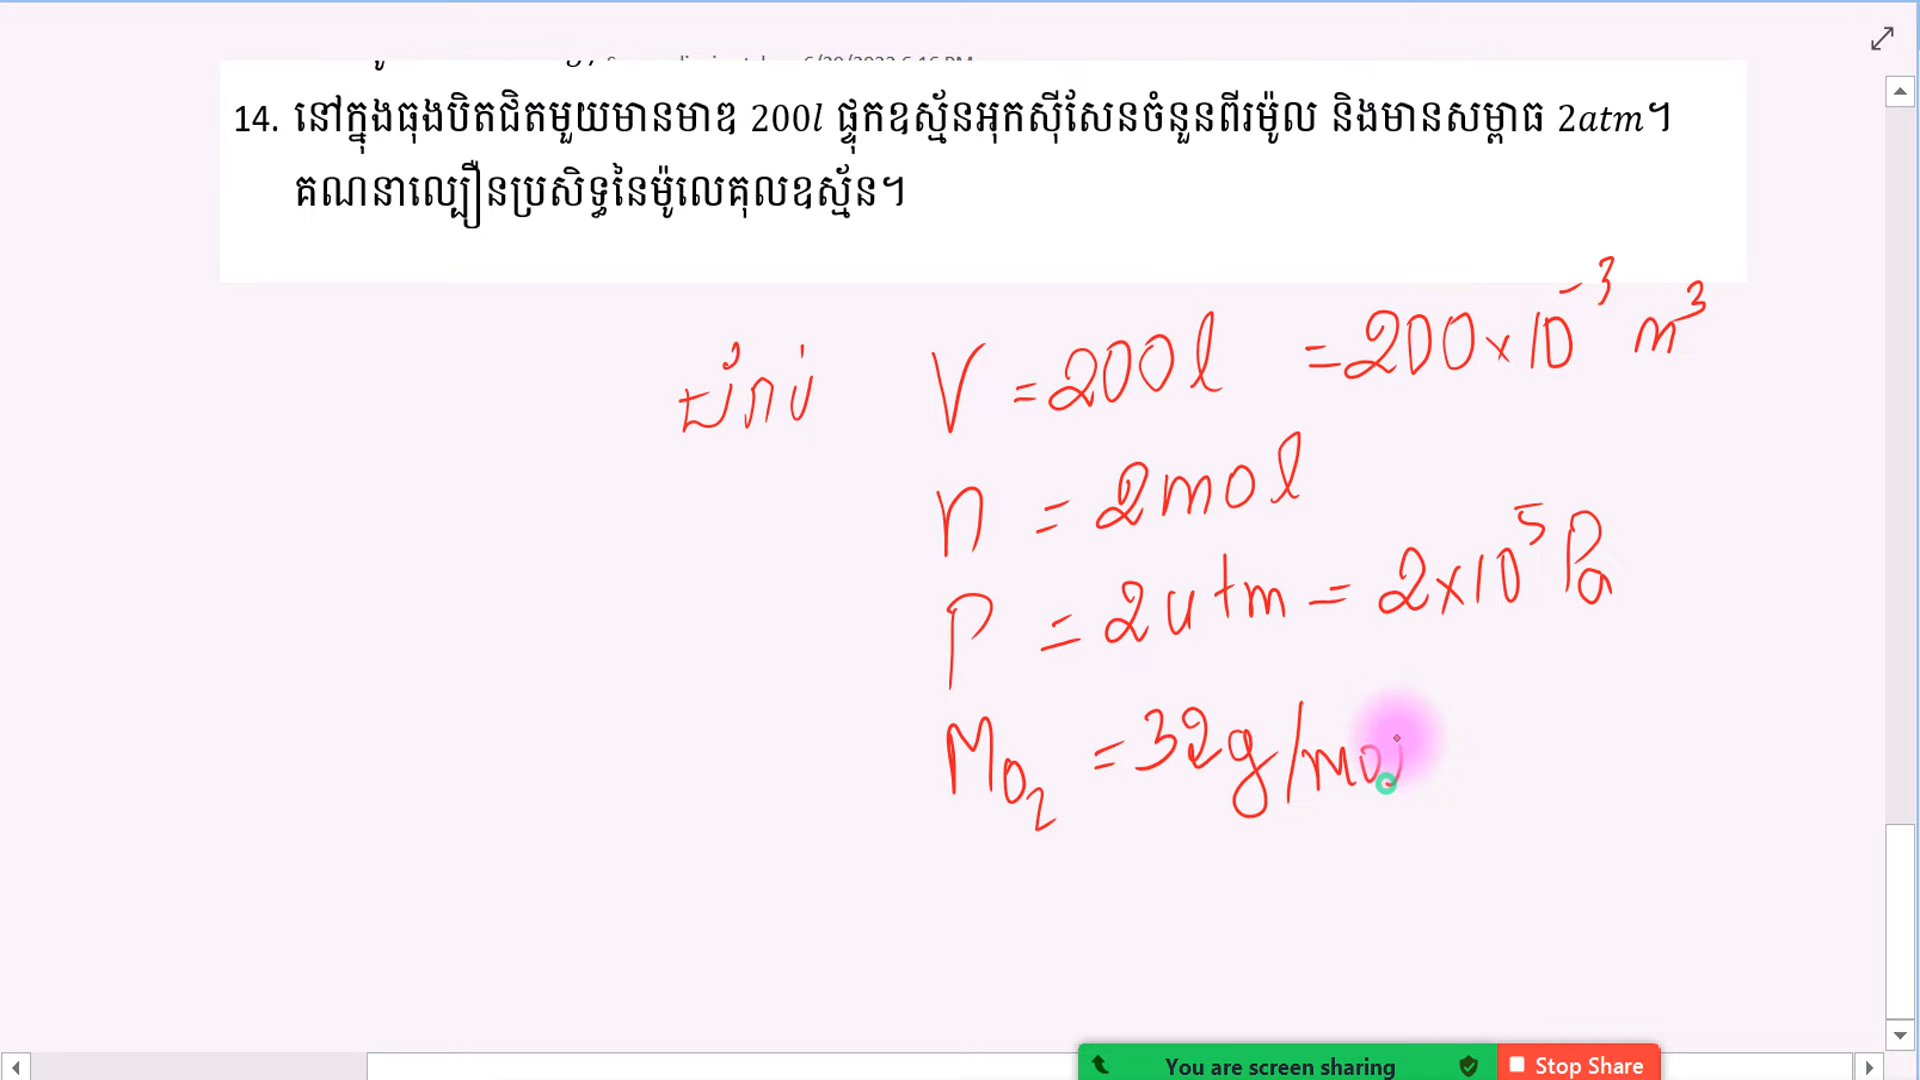 14. នៅក្នុងធុងបិតជិតមួយមានមាឌ 200l ផ្ទុកឧស្ម័នអុកស៊ីសែនចំនួនពីរម៉ូល និងមានសម្ពាធ 2atm។
គណនាល្បឿនប្រសិទ្ធនៃម៉ូលេគុលឧស្ម័ន។
V = 200l = 200 × 10⁻³ m³
n = 2mol
P = 2atm = 2×10⁵ Pa
M_O₂ = 32g/mol
You are screen sharing Stop Share